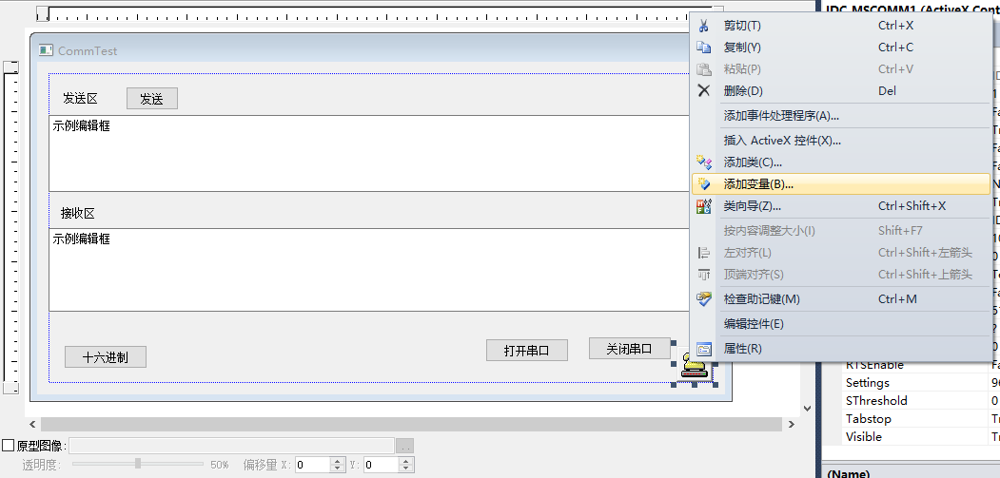 IDC_MSCOMM1 (ActiveX Cont
CommTest
发送区
发送
示例编辑框
接收区
示例编辑框
十六进制
打开串口
关闭串口
剪切(T) Ctrl+X
复制(Y) Ctrl+C
粘贴(P) Ctrl+V
删除(D) Del
添加事件处理程序(A)...
插入 ActiveX 控件(X)...
添加类(C)...
添加变量(B)...
类向导(Z)... Ctrl+Shift+X
按内容调整大小(I) Shift+F7
左对齐(L) Ctrl+Shift+左箭头
顶端对齐(S) Ctrl+Shift+上箭头
检查助记键(M) Ctrl+M
编辑控件(E)
属性(R)
RTSEnable Fa
Settings 96
SThreshold 0
Tabstop Tr
Visible Tr
(Name)
原型图像: ..
透明度: 50% 偏移量 X: 0 Y: 0